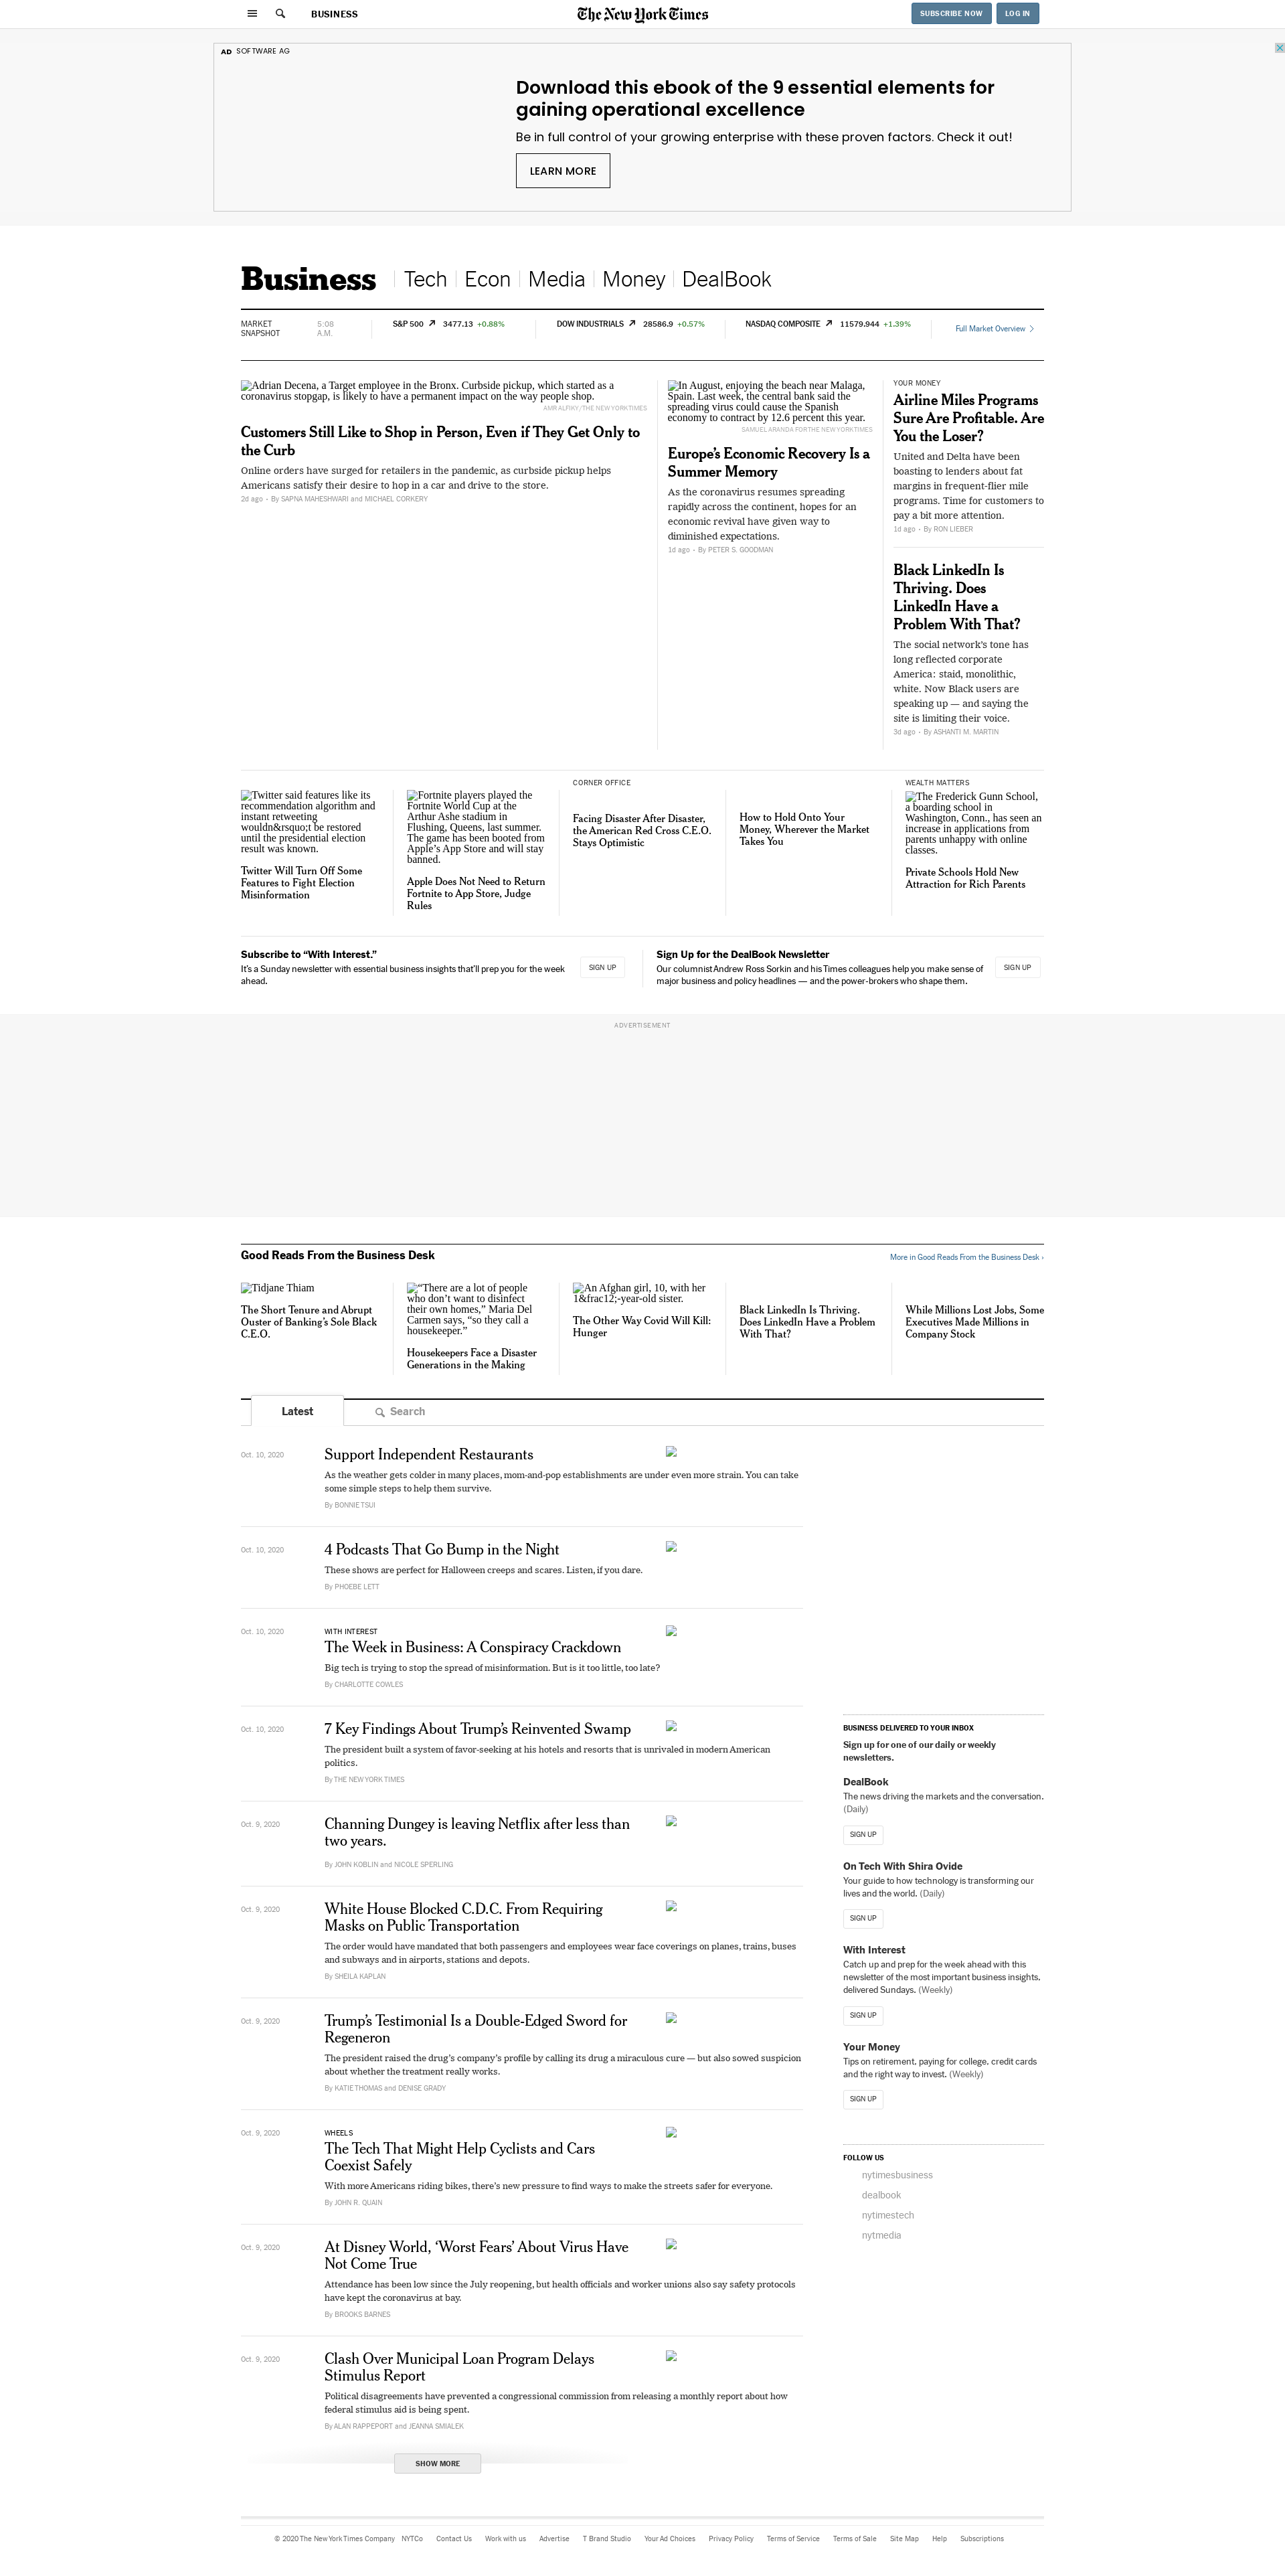 BUSINESS
The New York Times
SUBSCRIBE NOW
LOG IN
AD SOFTWARE AG
Download this ebook of the 9 essential elements for
gaining operational excellence
Be in full control of your growing enterprise with these proven factors. Check it out!
LEARN MORE
Business
Tech
Econ
Media
Money
DealBook
MARKET
SNAPSHOT
5:08
A.M.
S&P 500 3477.13 +0.88%
DOW INDUSTRIALS 28586.9 +0.57%
NASDAQ COMPOSITE 11579.944 +1.39%
Full Market Overview
Adrian Decena, a Target employee in the Bronx. Curbside pickup, which started as a
coronavirus stopgap, is likely to have a permanent impact on the way people shop.
AMR ALFIKY/THE NEW YORK TIMES
Customers Still Like to Shop in Person, Even if They Get Only to
the Curb
Online orders have surged for retailers in the pandemic, as curbside pickup helps
Americans satisfy their desire to hop in a car and drive to the store.
2d ago • By SAPNA MAHESHWARI and MICHAEL CORKERY
In August, enjoying the beach near Malaga,
Spain. Last week, the central bank said the
spreading virus could cause the Spanish
economy to contract by 12.6 percent this year.
SAMUEL ARANDA FOR THE NEW YORK TIMES
Europe’s Economic Recovery Is a
Summer Memory
As the coronavirus resumes spreading
rapidly across the continent, hopes for an
economic revival have given way to
diminished expectations.
1d ago • By PETER S. GOODMAN
YOUR MONEY
Airline Miles Programs
Sure Are Profitable. Are
You the Loser?
United and Delta have been
boasting to lenders about fat
margins in frequent-flier mile
programs. Time for customers to
pay a bit more attention.
1d ago • By RON LIEBER
Black LinkedIn Is
Thriving. Does
LinkedIn Have a
Problem With That?
The social network’s tone has
long reflected corporate
America: staid, monolithic,
white. Now Black users are
speaking up — and saying the
site is limiting their voice.
3d ago • By ASHANTI M. MARTIN
Twitter said features like its
recommendation algorithm and
instant retweeting
wouldn&rsquo;t be restored
until the presidential election
result was known.
Twitter Will Turn Off Some
Features to Fight Election
Misinformation
Fortnite players played the
Fortnite World Cup at the
Arthur Ashe stadium in
Flushing, Queens, last summer.
The game has been booted from
Apple’s App Store and will stay
banned.
Apple Does Not Need to Return
Fortnite to App Store, Judge
Rules
CORNER OFFICE
Facing Disaster After Disaster,
the American Red Cross C.E.O.
Stays Optimistic
How to Hold Onto Your
Money, Wherever the Market
Takes You
WEALTH MATTERS
The Frederick Gunn School,
a boarding school in
Washington, Conn., has seen an
increase in applications from
parents unhappy with online
classes.
Private Schools Hold New
Attraction for Rich Parents
Subscribe to “With Interest.”
It’s a Sunday newsletter with essential business insights that’ll prep you for the week
ahead.
SIGN UP
Sign Up for the DealBook Newsletter
Our columnist Andrew Ross Sorkin and his Times colleagues help you make sense of
major business and policy headlines — and the power-brokers who shape them.
SIGN UP
ADVERTISEMENT
Good Reads From the Business Desk
More in Good Reads From the Business Desk ›
Tidjane Thiam
The Short Tenure and Abrupt
Ouster of Banking’s Sole Black
C.E.O.
“There are a lot of people
who don’t want to disinfect
their own homes,” Maria Del
Carmen says, “so they call a
housekeeper.”
Housekeepers Face a Disaster
Generations in the Making
An Afghan girl, 10, with her
1&frac12;-year-old sister.
The Other Way Covid Will Kill:
Hunger
Black LinkedIn Is Thriving.
Does LinkedIn Have a Problem
With That?
While Millions Lost Jobs, Some
Executives Made Millions in
Company Stock
Latest
Search
Oct. 10, 2020
Support Independent Restaurants
As the weather gets colder in many places, mom-and-pop establishments are under even more strain. You can take
some simple steps to help them survive.
By BONNIE TSUI
Oct. 10, 2020
4 Podcasts That Go Bump in the Night
These shows are perfect for Halloween creeps and scares. Listen, if you dare.
By PHOEBE LETT
Oct. 10, 2020
WITH INTEREST
The Week in Business: A Conspiracy Crackdown
Big tech is trying to stop the spread of misinformation. But is it too little, too late?
By CHARLOTTE COWLES
Oct. 10, 2020
7 Key Findings About Trump’s Reinvented Swamp
The president built a system of favor-seeking at his hotels and resorts that is unrivaled in modern American
politics.
By THE NEW YORK TIMES
Oct. 9, 2020
Channing Dungey is leaving Netflix after less than
two years.
By JOHN KOBLIN and NICOLE SPERLING
Oct. 9, 2020
White House Blocked C.D.C. From Requiring
Masks on Public Transportation
The order would have mandated that both passengers and employees wear face coverings on planes, trains, buses
and subways and in airports, stations and depots.
By SHEILA KAPLAN
Oct. 9, 2020
Trump’s Testimonial Is a Double-Edged Sword for
Regeneron
The president raised the drug’s company’s profile by calling its drug a miraculous cure — but also sowed suspicion
about whether the treatment really works.
By KATIE THOMAS and DENISE GRADY
Oct. 9, 2020
WHEELS
The Tech That Might Help Cyclists and Cars
Coexist Safely
With more Americans riding bikes, there’s new pressure to find ways to make the streets safer for everyone.
By JOHN R. QUAIN
Oct. 9, 2020
At Disney World, ‘Worst Fears’ About Virus Have
Not Come True
Attendance has been low since the July reopening, but health officials and worker unions also say safety protocols
have kept the coronavirus at bay.
By BROOKS BARNES
Oct. 9, 2020
Clash Over Municipal Loan Program Delays
Stimulus Report
Political disagreements have prevented a congressional commission from releasing a monthly report about how
federal stimulus aid is being spent.
By ALAN RAPPEPORT and JEANNA SMIALEK
SHOW MORE
BUSINESS DELIVERED TO YOUR INBOX
Sign up for one of our daily or weekly
newsletters.
DealBook
The news driving the markets and the conversation.
(Daily)
SIGN UP
On Tech With Shira Ovide
Your guide to how technology is transforming our
lives and the world. (Daily)
SIGN UP
With Interest
Catch up and prep for the week ahead with this
newsletter of the most important business insights,
delivered Sundays. (Weekly)
SIGN UP
Your Money
Tips on retirement, paying for college, credit cards
and the right way to invest. (Weekly)
SIGN UP
FOLLOW US
nytimesbusiness
dealbook
nytimestech
nytmedia
© 2020 The New York Times Company NYTCo Contact Us Work with us Advertise T Brand Studio Your Ad Choices Privacy Policy Terms of Service Terms of Sale Site Map Help Subscriptions